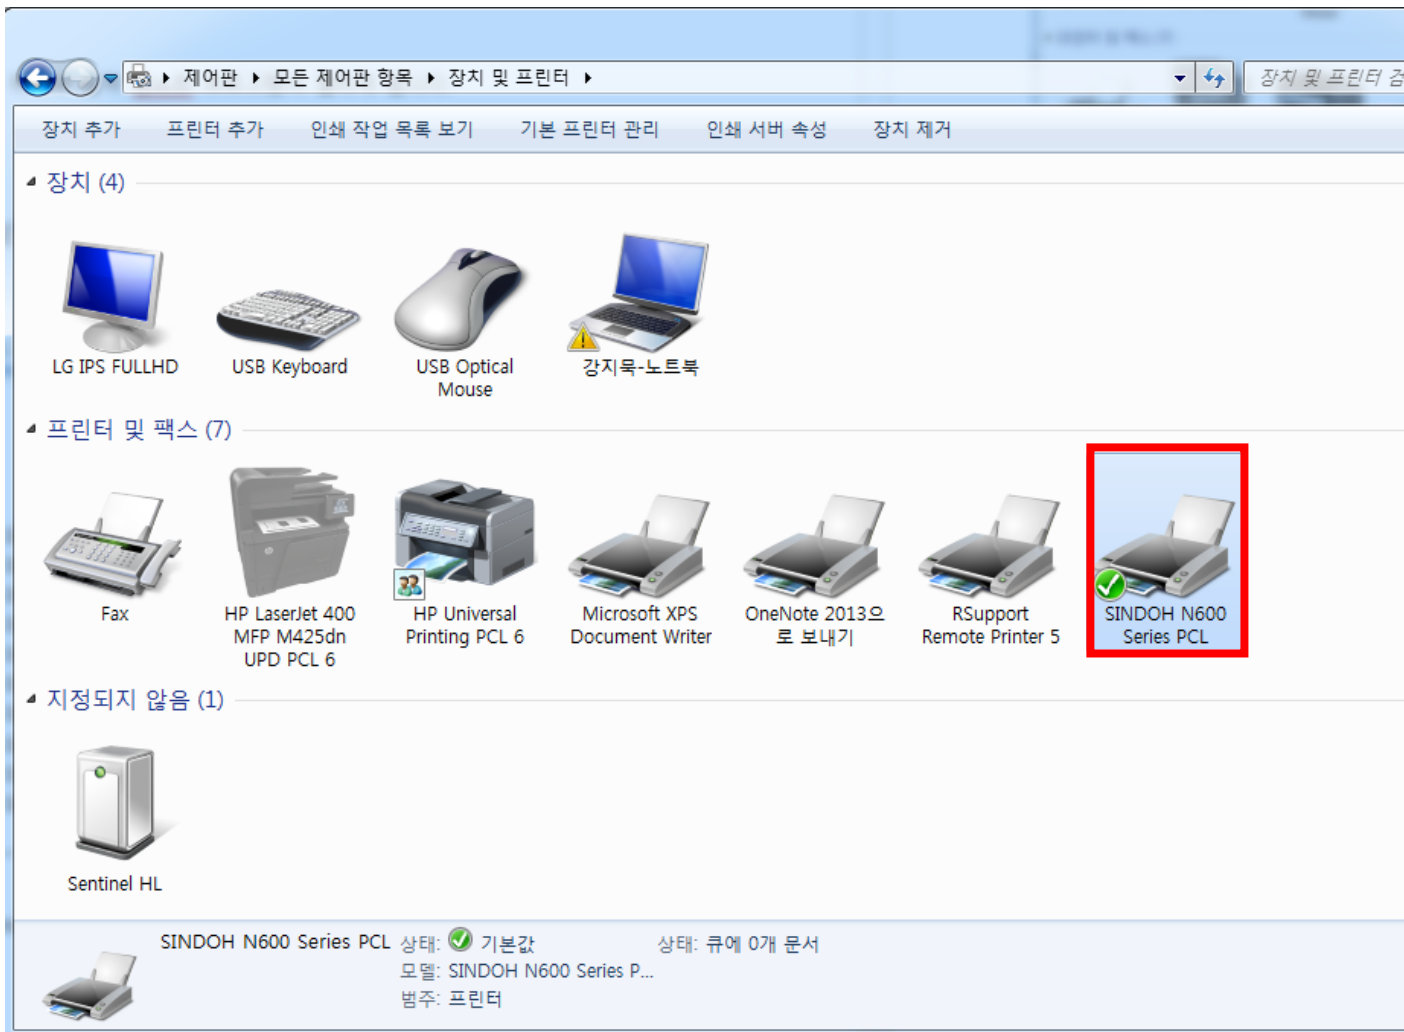 제어판 ▸ 모든 제어판 항목 ▸ 장치 및 프린터 ▸
장치 및 프린터 검
장치 추가 프린터 추가 인쇄 작업 목록 보기 기본 프린터 관리 인쇄 서버 속성 장치 제거
장치 (4)
LG IPS FULLHD
USB Keyboard
USB Optical
Mouse
강지묵-노트북
프린터 및 팩스 (7)
Fax
HP LaserJet 400
MFP M425dn
UPD PCL 6
HP Universal
Printing PCL 6
Microsoft XPS
Document Writer
OneNote 2013으
로 보내기
RSupport
Remote Printer 5
SINDOH N600
Series PCL
지정되지 않음 (1)
Sentinel HL
SINDOH N600 Series PCL 상태: 기본값 상태: 큐에 0개 문서
모델: SINDOH N600 Series P...
범주: 프린터